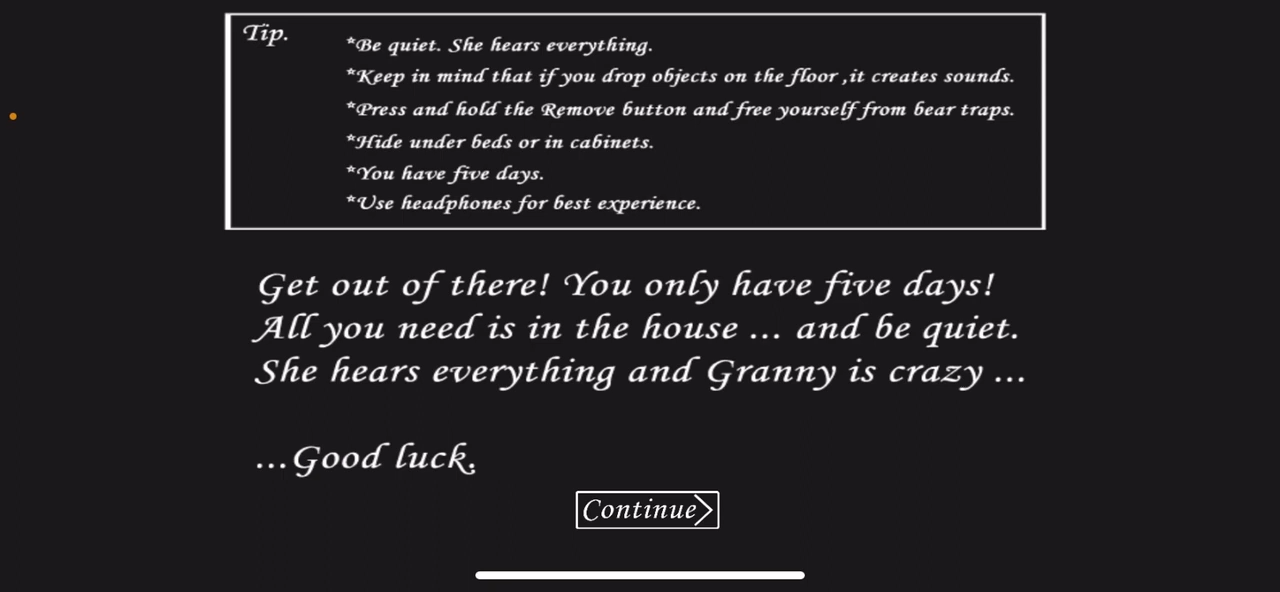 Tip.
*Be quiet. She hears everything.
*Keep in mind that if you drop objects on the floor ,it creates sounds.
*Press and hold the Remove button and free yourself from bear traps.
*Hide under beds or in cabinets.
*You have five days.
*Use headphones for best experience.
Get out of there! You only have five days!
All you need is in the house ... and be quiet.
She hears everything and Granny is crazy ...
...Good luck.
Continue